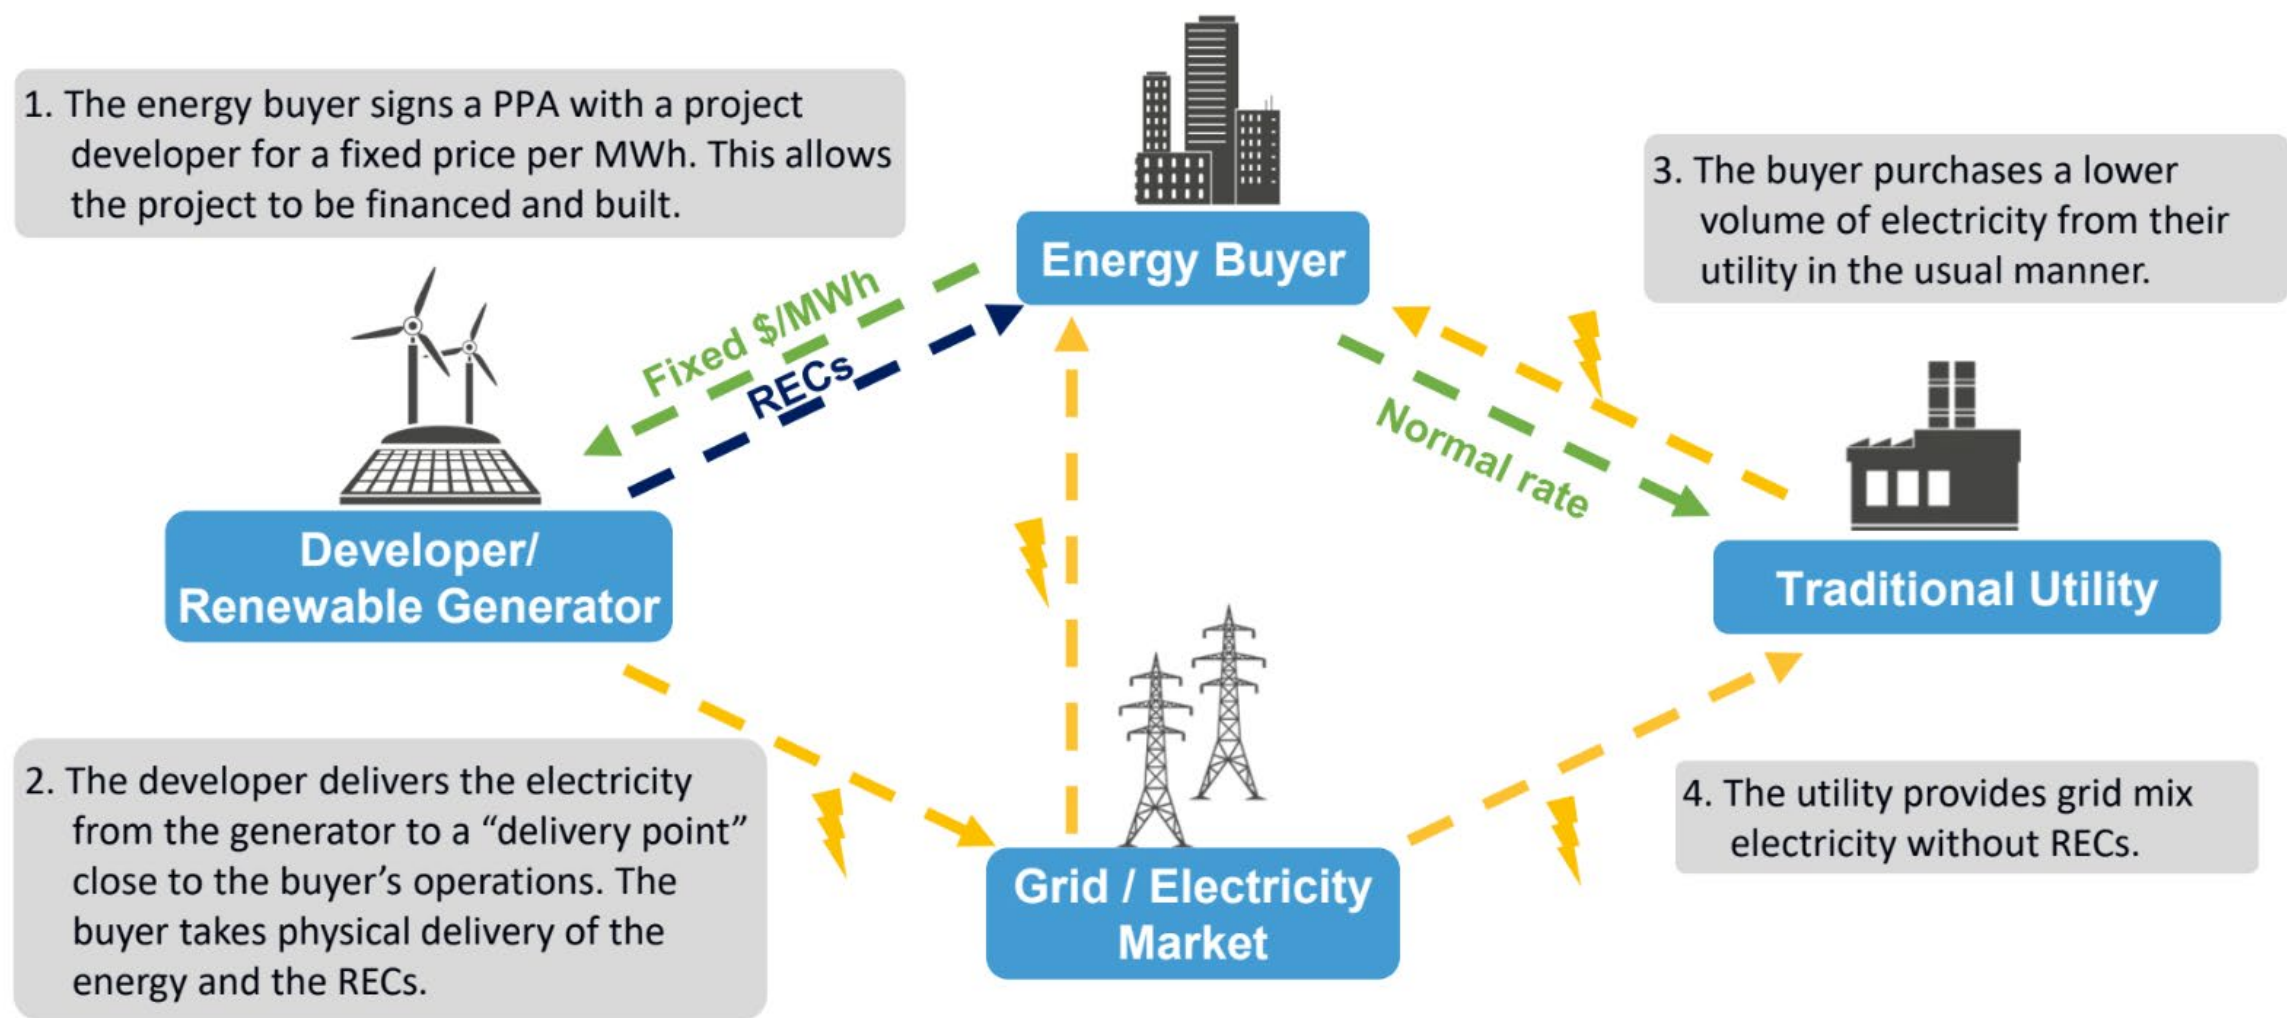 1. The energy buyer signs a PPA with a project
developer for a fixed price per MWh. This allows
the project to be financed and built.
Energy Buyer
3. The buyer purchases a lower
volume of electricity from their
utility in the usual manner.
Fixed $/MWh
RECs
Normal rate
Developer/
Renewable Generator
Traditional Utility
2. The developer delivers the electricity
from the generator to a “delivery point”
close to the buyer’s operations. The
buyer takes physical delivery of the
energy and the RECs.
Grid / Electricity
Market
4. The utility provides grid mix
electricity without RECs.